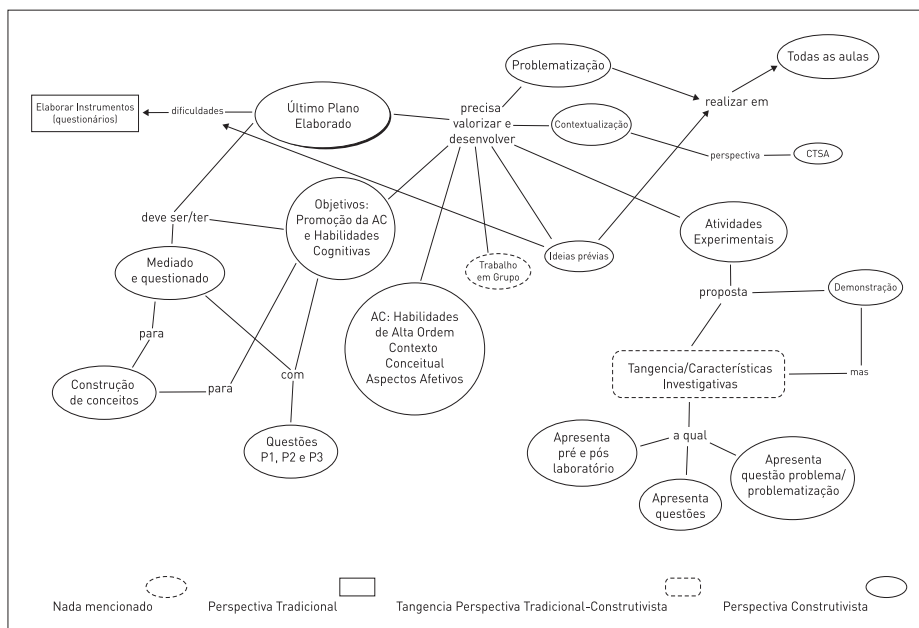 Problematização
Todas as aulas
realizar em
Elaborar Instrumentos
(questionários)
dificuldades
Último Plano
Elaborado
precisa
valorizar e
desenvolver
Contextualização
perspectiva
CTSA
deve ser/ter
Objetivos:
Promoção da AC
e Habilidades
Cognitivas
Atividades
Experimentais
Mediado
e questionado
Trabalho
em Grupo
Ideias prévias
proposta
Demonstração
para
AC: Habilidades
de Alta Ordem
Contexto
Conceitual
Aspectos Afetivos
Tangencia/Características
Investigativas
mas
com
Construção
de conceitos
para
Questões
P1, P2 e P3
a qual
Apresenta
pré e pós
laboratório
Apresenta
questões
Apresenta
questão problema/
problematização
Nada mencionado
Perspectiva Tradicional
Tangencia Perspectiva Tradicional-Construtivista
Perspectiva Construtivista